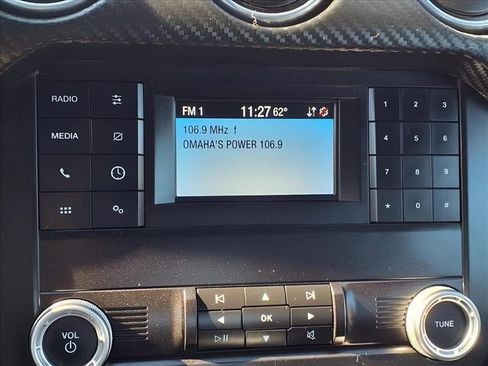 RADIO
MEDIA
FM 1 11:27 62°
106.9 MHz f
OMAHA'S POWER 106.9
1 2 3
4 5 6
7 8 9
* 0 #
OK
VOL
TUNE